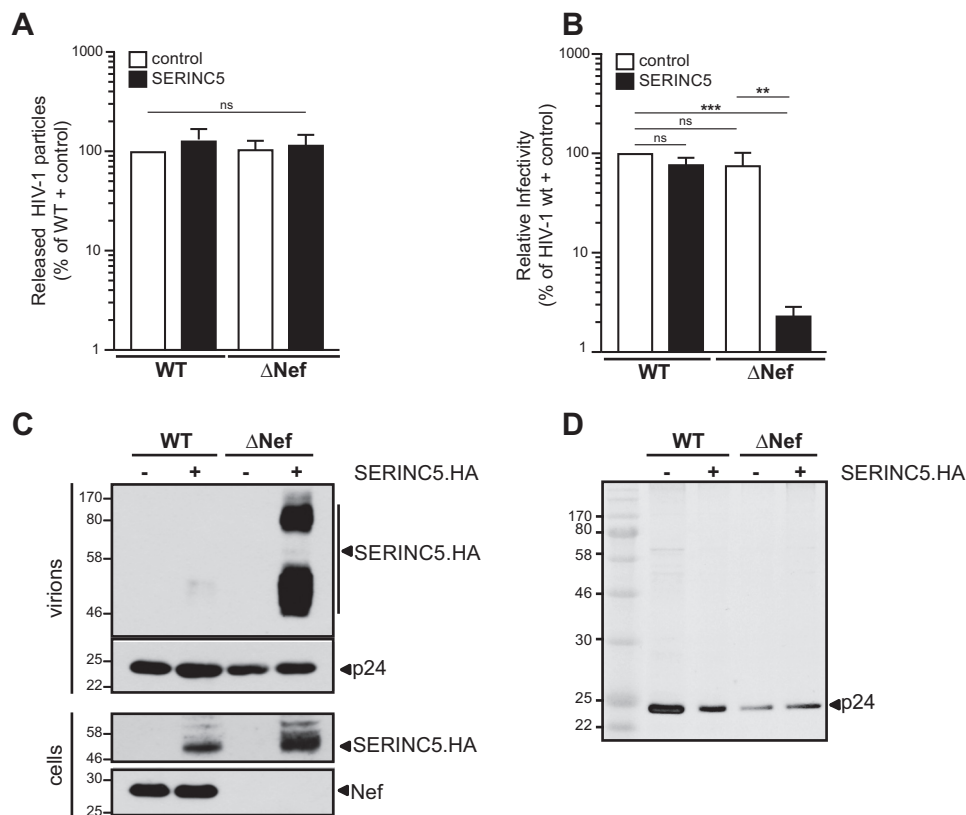 A
1000
control
SERINC5
ns
100
10
1
Released HIV-1 particles
(% of WT + control)
WT
ΔNef
B
1000
control
SERINC5
**
***
ns
ns
100
10
1
Relative Infectivity
(% of HIV-1 wt + control)
WT
ΔNef
C
WT ΔNef
- + - + SERINC5.HA
170
80
58
46
SERINC5.HA
virions
25
22
p24
58
46
SERINC5.HA
cells
30
25
Nef
D
WT ΔNef
- + - + SERINC5.HA
170
80
58
46
30
25
22
p24